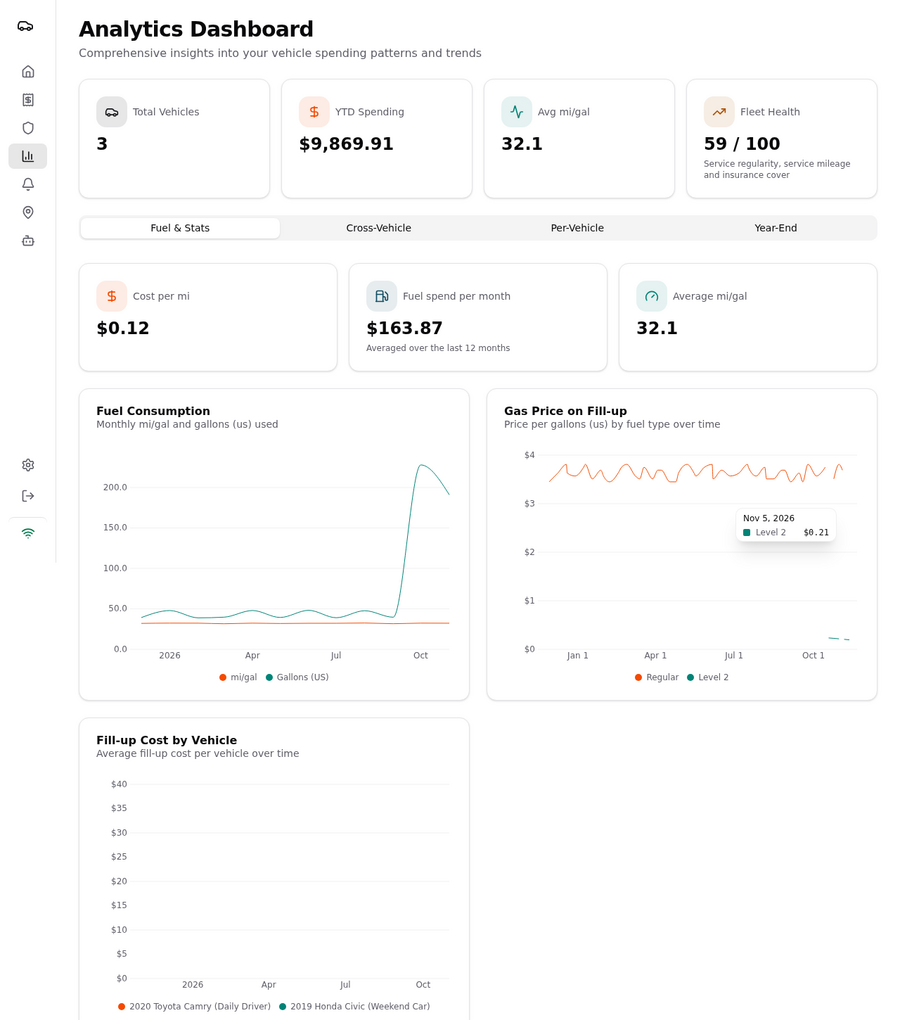 Analytics Dashboard
Comprehensive insights into your vehicle spending patterns and trends
Total Vehicles
3
YTD Spending
$9,869.91
Avg mi/gal
32.1
Fleet Health
59 / 100
Service regularity, service mileage
and insurance cover
Fuel & Stats
Cross-Vehicle
Per-Vehicle
Year-End
Cost per mi
$0.12
Fuel spend per month
$163.87
Averaged over the last 12 months
Average mi/gal
32.1
Fuel Consumption
Monthly mi/gal and gallons (us) used
200.0
150.0
100.0
50.0
0.0
2026
Apr
Jul
Oct
mi/gal
Gallons (US)
Gas Price on Fill-up
Price per gallons (us) by fuel type over time
$4
$3
$2
$1
$0
Nov 5, 2026
Level 2 $0.21
Jan 1
Apr 1
Jul 1
Oct 1
Regular
Level 2
Fill-up Cost by Vehicle
Average fill-up cost per vehicle over time
$40
$35
$30
$25
$20
$15
$10
$5
$0
2026
Apr
Jul
Oct
2020 Toyota Camry (Daily Driver)
2019 Honda Civic (Weekend Car)